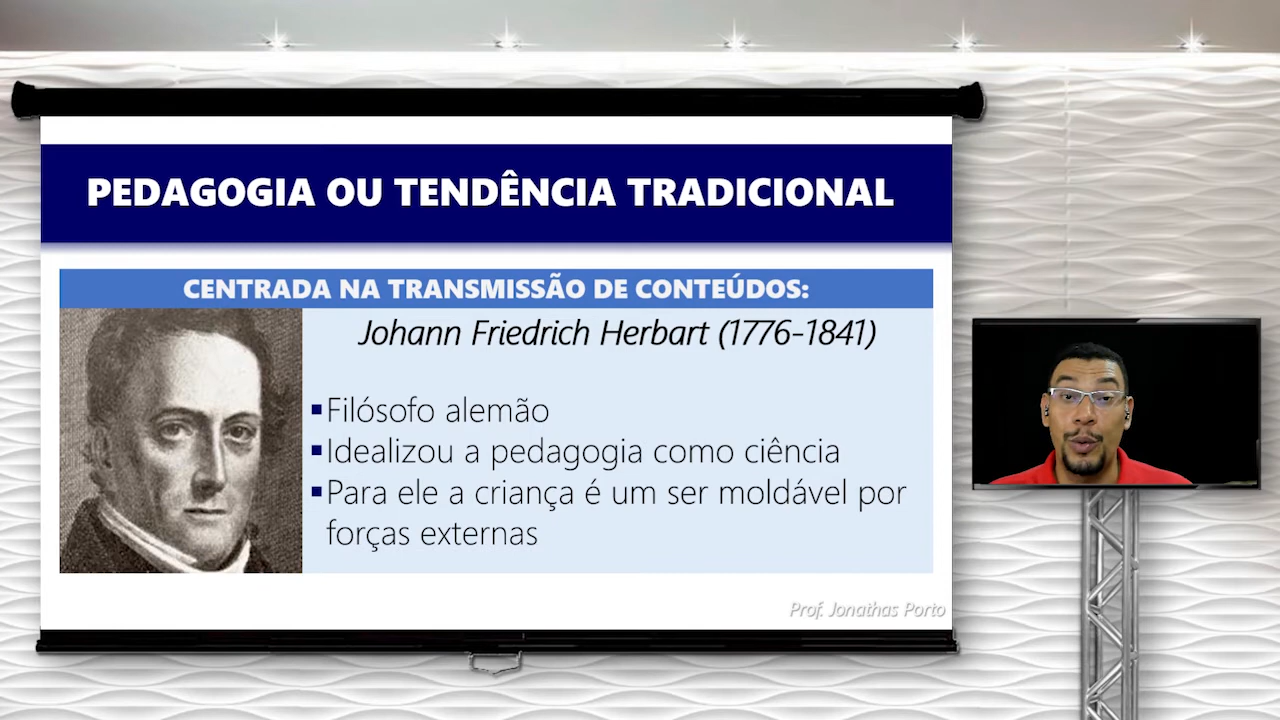 PEDAGOGIA OU TENDÊNCIA TRADICIONAL
CENTRADA NA TRANSMISSÃO DE CONTEÚDOS:
Johann Friedrich Herbart (1776-1841)
▪Filósofo alemão
▪Idealizou a pedagogia como ciência
▪Para ele a criança é um ser moldável por
forças externas
Prof. Jonathas Porto